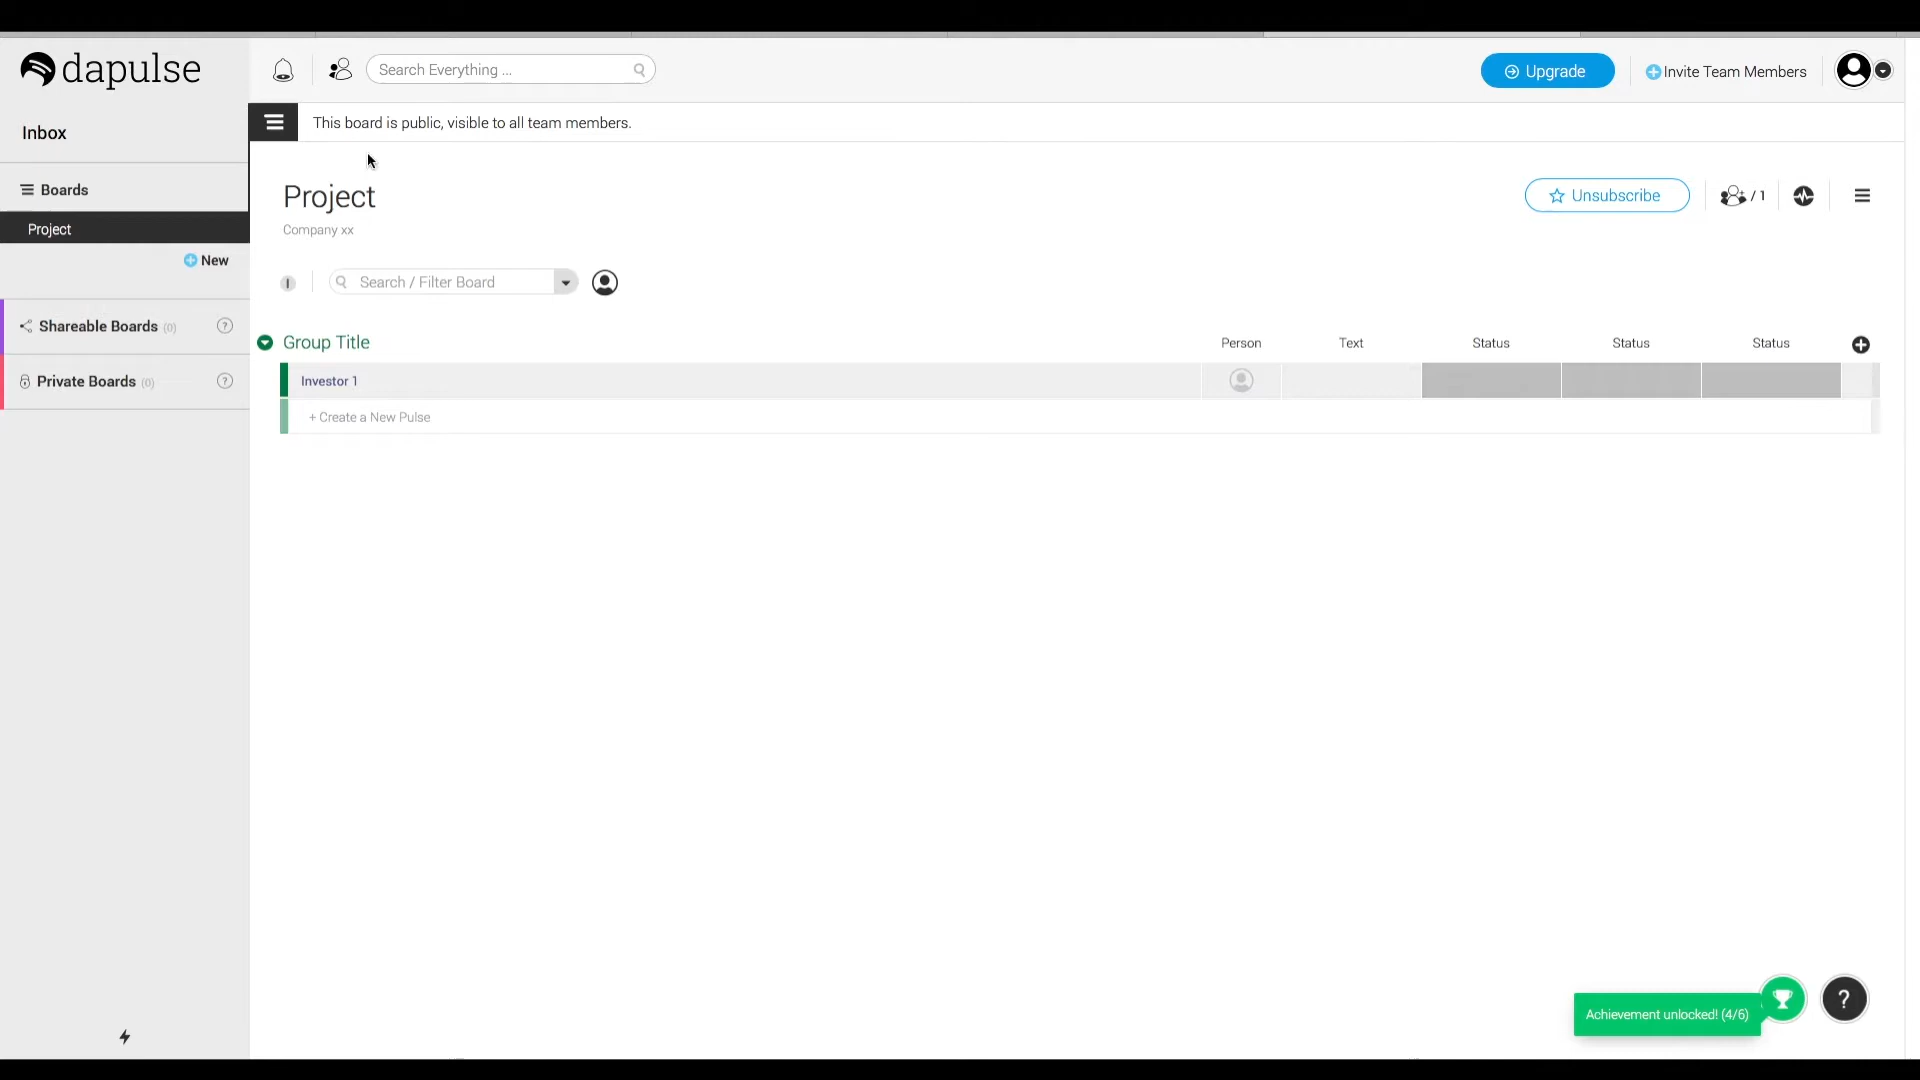 dapulse
Search Everything ...
Upgrade
Invite Team Members
Inbox
This board is public, visible to all team members.
Boards
Project
New
Shareable Boards (0)
?
Private Boards (0)
?
Project
Company xx
Unsubscribe
/ 1
Search / Filter Board
Group Title
Person
Text
Status
Status
Status
Investor 1
+ Create a New Pulse
Achievement unlocked! (4/6)
?